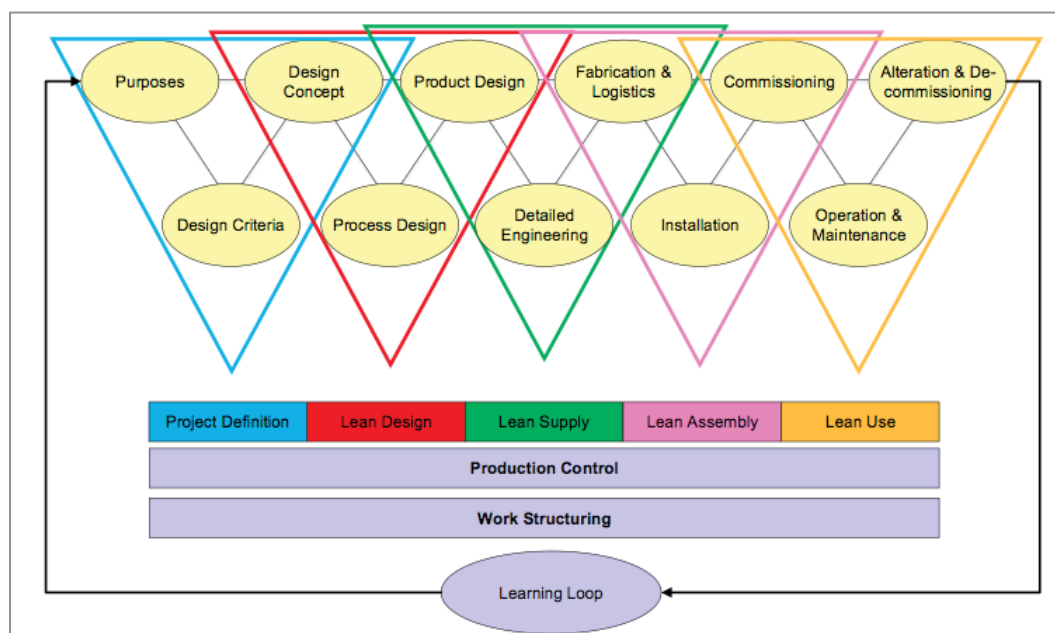 Purposes
Design
Concept
Product Design
Fabrication &
Logistics
Commissioning
Alteration & De-
commissioning
Design Criteria
Process Design
Detailed
Engineering
Installation
Operation &
Maintenance
Project Definition
Lean Design
Lean Supply
Lean Assembly
Lean Use
Production Control
Work Structuring
Learning Loop